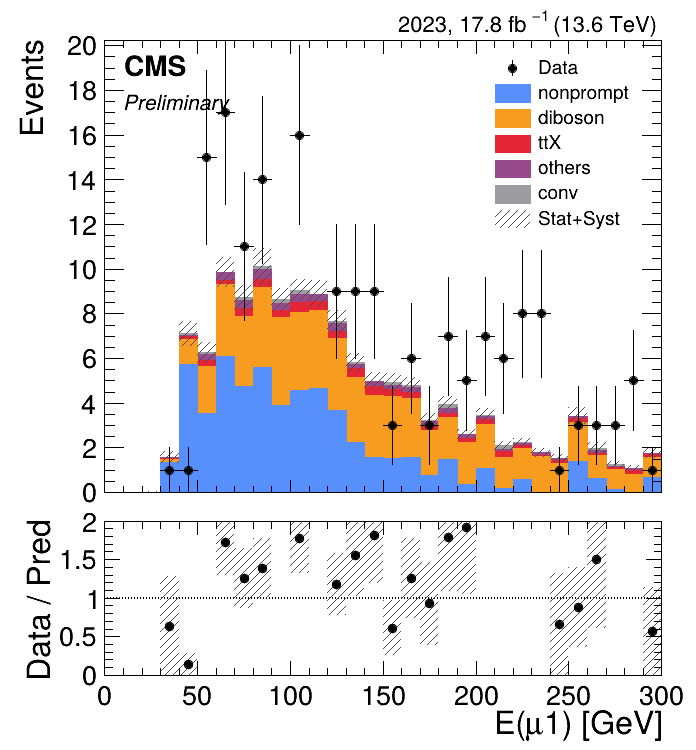 2023, 17.8 fb⁻¹ (13.6 TeV)
Events
20
18
16
14
12
10
8
6
4
2
0
CMS
Preliminary
Data
nonprompt
diboson
ttX
others
conv
Stat+Syst
Data / Pred
2
1.5
1
0.5
0
0 50 100 150 200 250 300
E(μ1) [GeV]